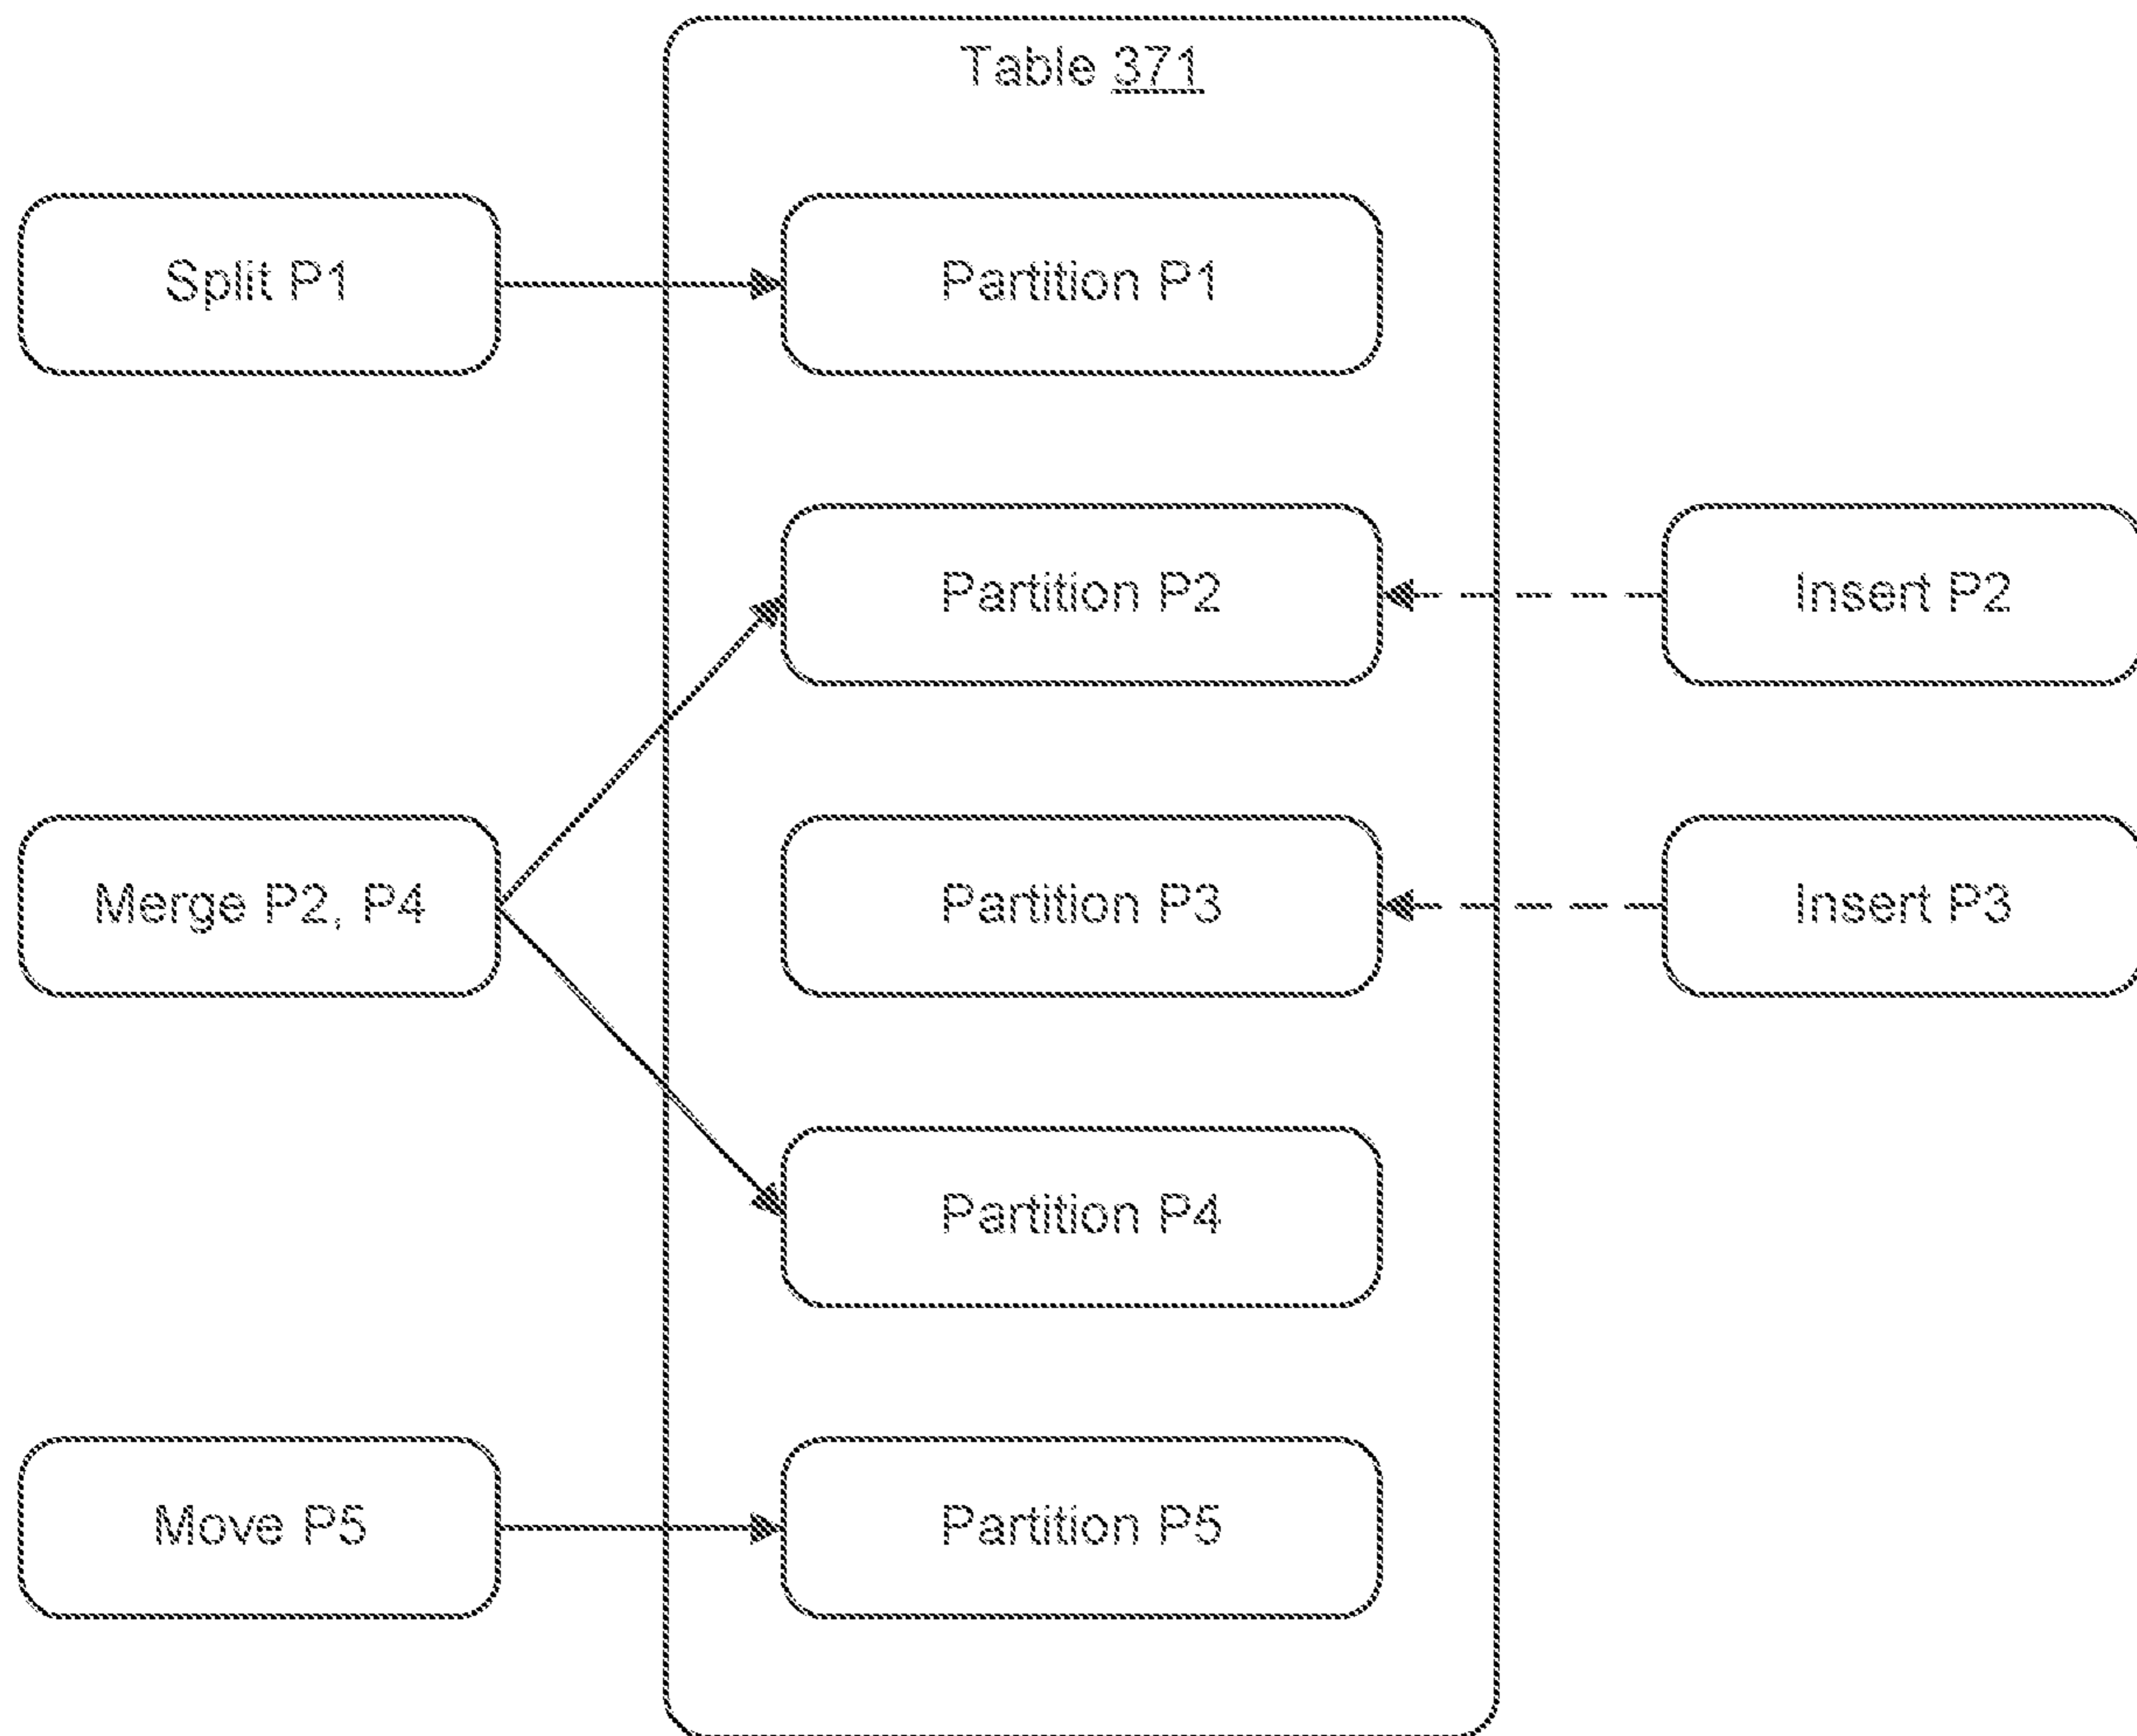 Table 371
Split P1
Partition P1
Partition P2
Insert P2
Merge P2, P4
Partition P3
Insert P3
Partition P4
Move P5
Partition P5